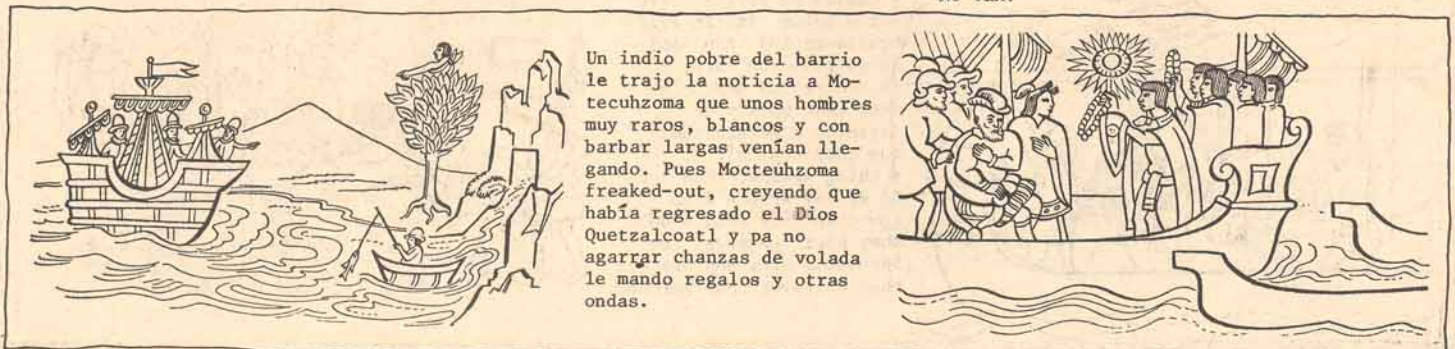 Un indio pobre del barrio
le trajo la noticia a Mo-
tecuhzoma que unos hombres
muy raros, blancos y con
barbar largas venían lle-
gando. Pues Mocteuhzoma
freaked-out, creyendo que
había regresado el Dios
Quetzalcoatl y pa no
agarrar chanzas de volada
le mando regalos y otras
ondas.